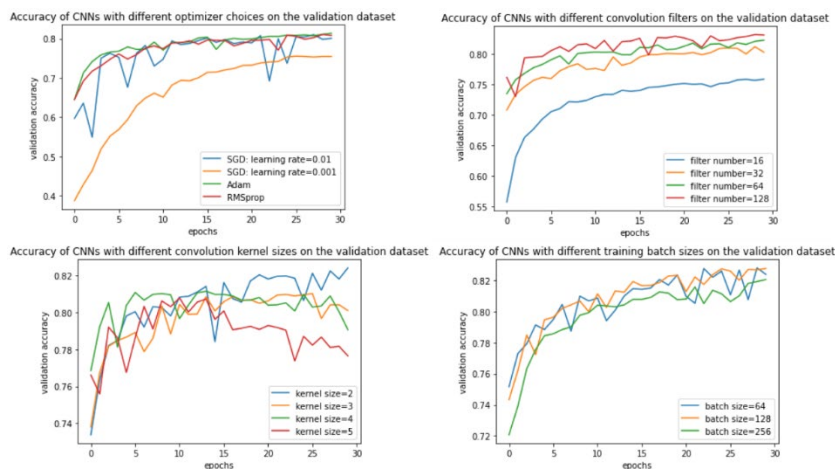 Accuracy of CNNs with different optimizer choices on the validation dataset
0.8
0.7
0.6
0.5
0.4
validation accuracy
SGD: learning rate=0.01
SGD: learning rate=0.001
Adam
RMSprop
0 5 10 15 20 25 30
epochs
Accuracy of CNNs with different convolution filters on the validation dataset
0.80
0.75
0.70
0.65
0.60
0.55
validation accuracy
filter number=16
filter number=32
filter number=64
filter number=128
0 5 10 15 20 25 30
epochs
Accuracy of CNNs with different convolution kernel sizes on the validation dataset
0.82
0.80
0.78
0.76
0.74
validation accuracy
kernel size=2
kernel size=3
kernel size=4
kernel size=5
0 5 10 15 20 25 30
epochs
Accuracy of CNNs with different training batch sizes on the validation dataset
0.82
0.80
0.78
0.76
0.74
0.72
validation accuracy
batch size=64
batch size=128
batch size=256
0 5 10 15 20 25 30
epochs